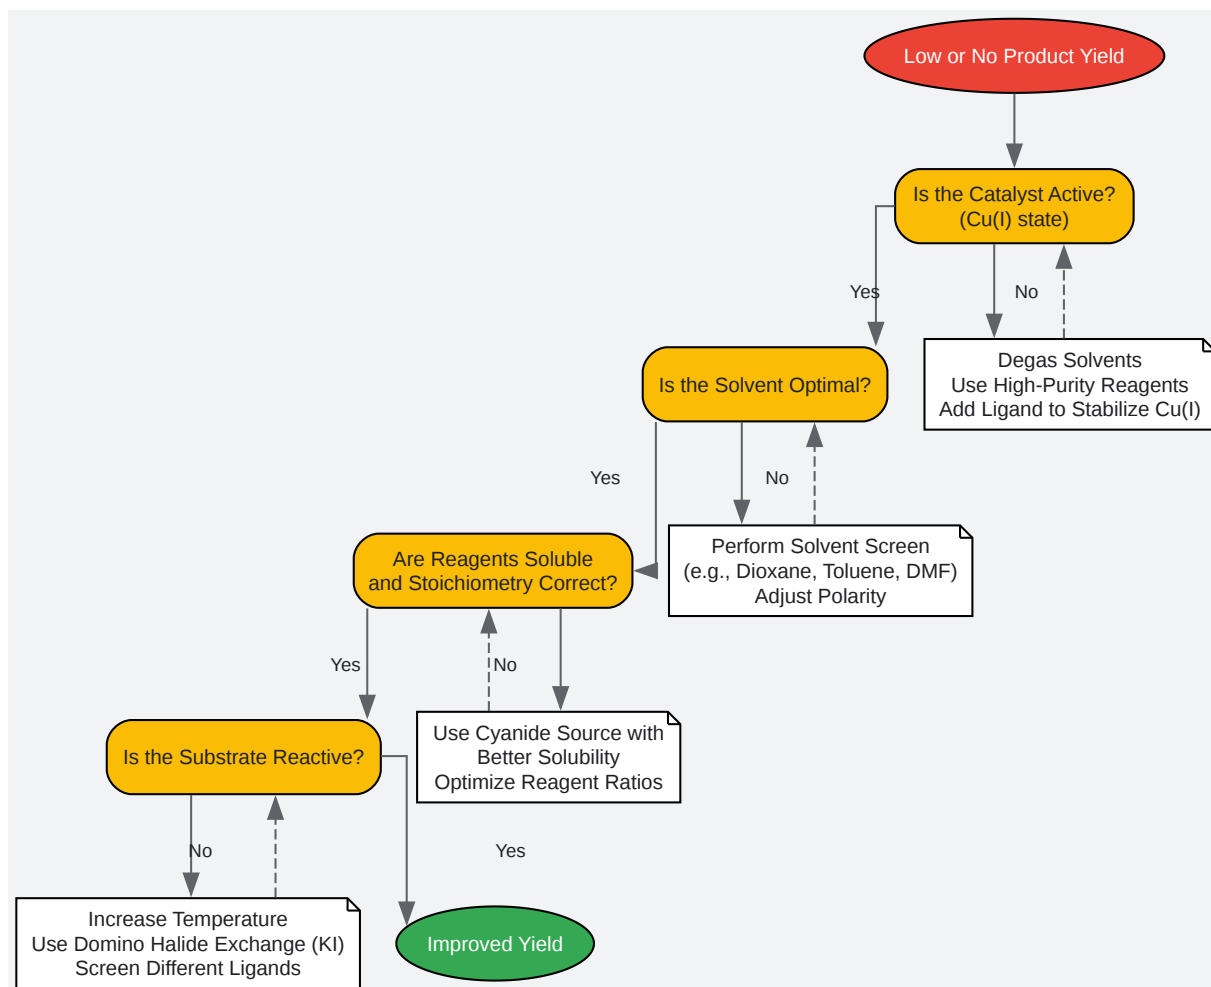 Low or No Product Yield
Is the Catalyst Active?
(Cu(I) state)
Yes
No
Degas Solvents
Use High-Purity Reagents
Add Ligand to Stabilize Cu(I)
Is the Solvent Optimal?
Yes
No
Perform Solvent Screen
(e.g., Dioxane, Toluene, DMF)
Adjust Polarity
Are Reagents Soluble
and Stoichiometry Correct?
Yes
No
Use Cyanide Source with
Better Solubility
Optimize Reagent Ratios
Is the Substrate Reactive?
No
Yes
Increase Temperature
Use Domino Halide Exchange (KI)
Screen Different Ligands
Improved Yield